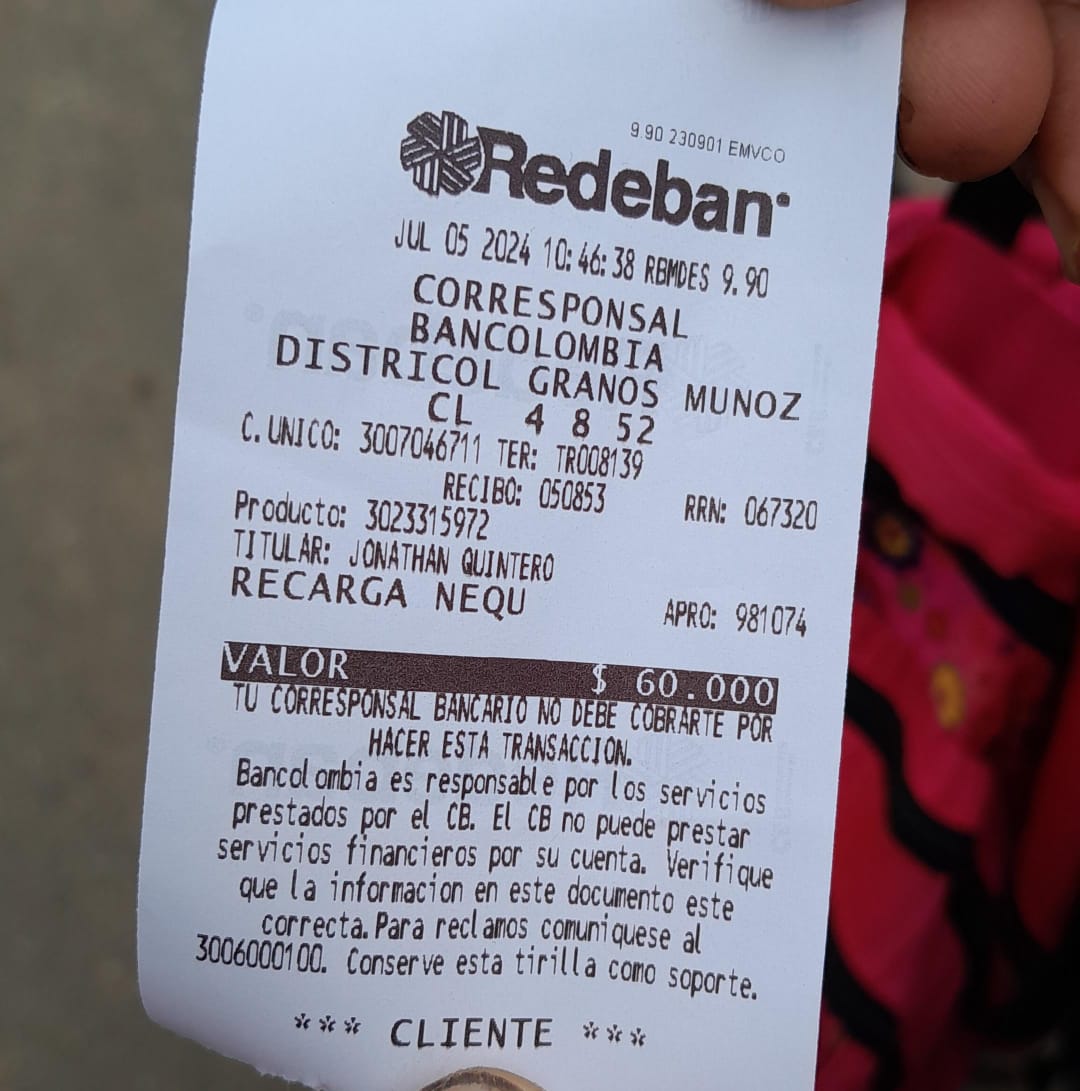 9.90 230901 EMVCO
Redeban
JUL 05 2024 10:46:38 RBMDES 9.90
CORRESPONSAL
BANCOLOMBIA
DISTRICOL GRANOS MUNOZ
CL 4 8 52
C. UNICO: 3007046711 TER: TR008139
RECIBO: 050853 RRN: 067320
Producto: 3023315972
TITULAR: JONATHAN QUINTERO
RECARGA NEQU APRO: 981074
VALOR $ 60.000
TU CORRESPONSAL BANCARIO NO DEBE COBRARTE POR
HACER ESTA TRANSACCION.
Bancolombia es responsable por los servicios
prestados por el CB. El CB no puede prestar
servicios financieros por su cuenta. Verifique
que la informacion en este documento este
correcta. Para reclamos comuniquese al
3006000100. Conserve esta tirilla como soporte.
*** CLIENTE ***